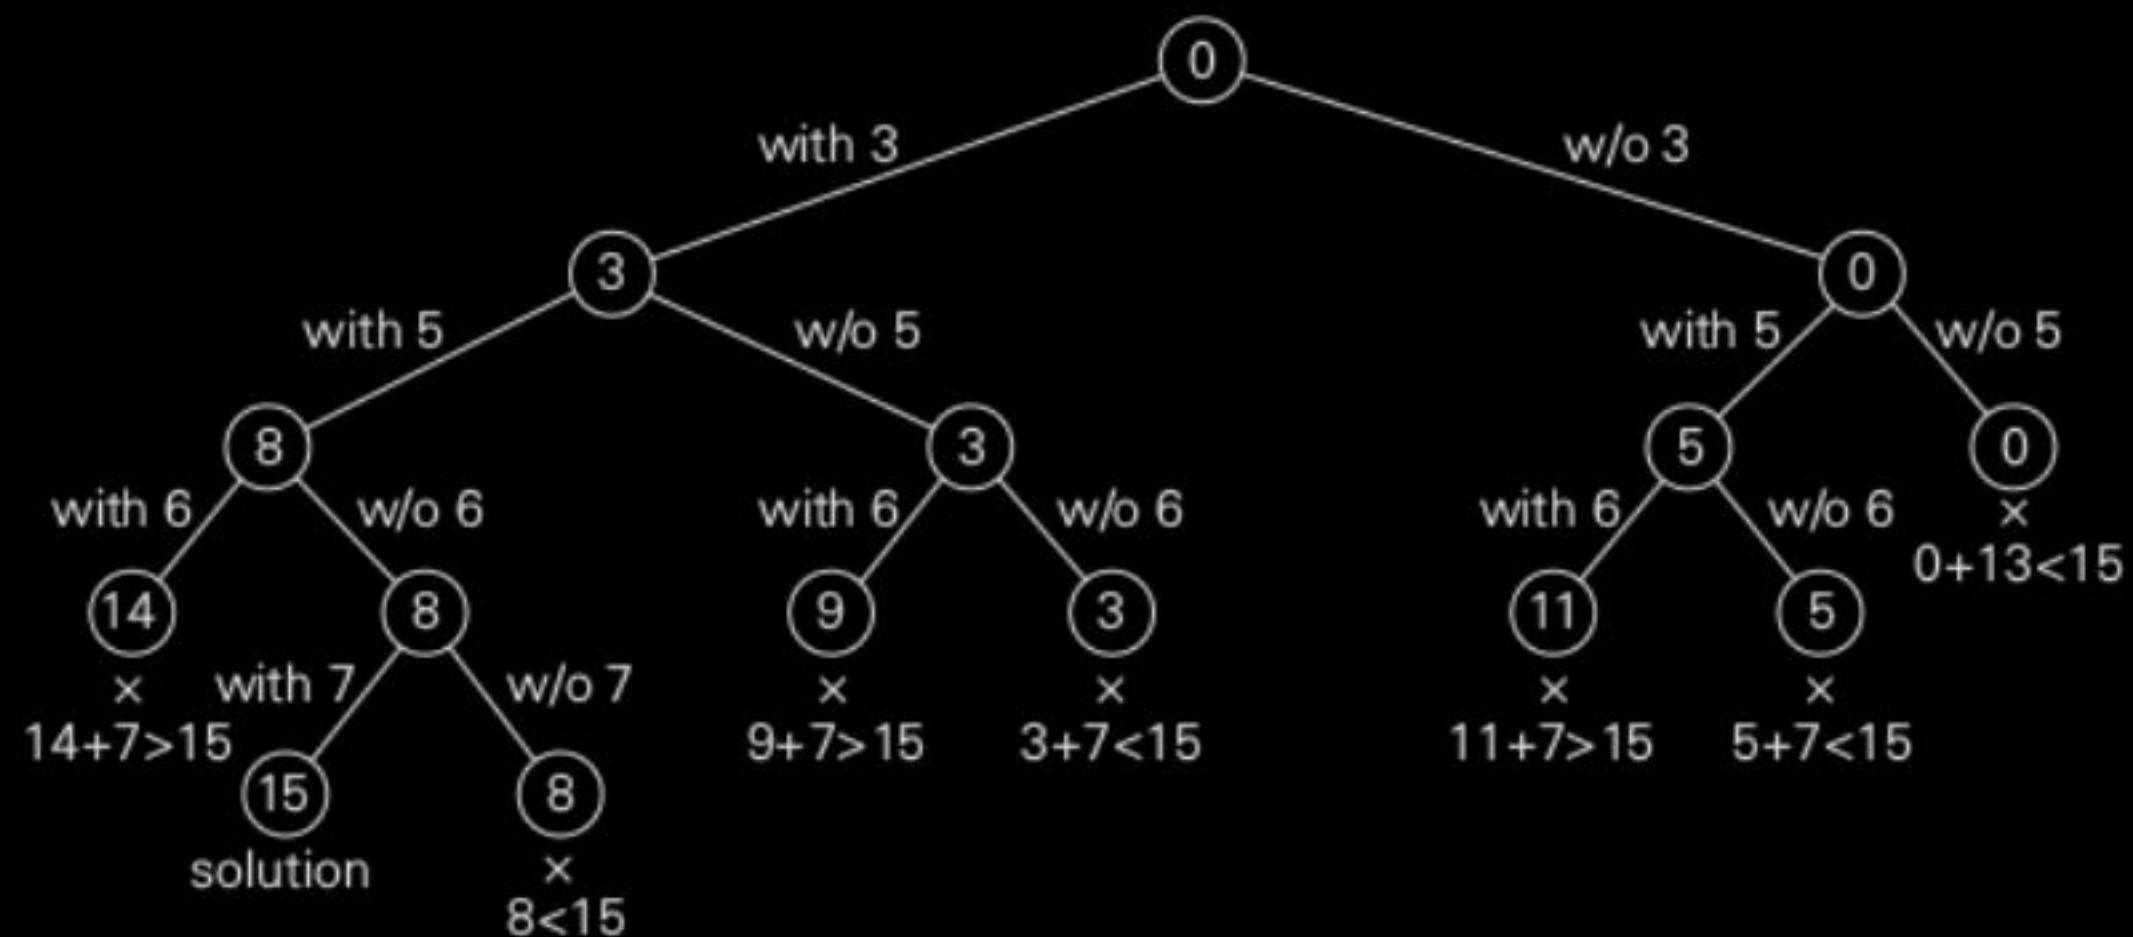 0
with 3
w/o 3
3
0
with 5
w/o 5
with 5
w/o 5
8
3
5
0
with 6
w/o 6
with 6
w/o 6
with 6
w/o 6
×
0+13<15
14
8
9
3
11
5
×
with 7
w/o 7
×
×
×
×
14+7>15
9+7>15
3+7<15
11+7>15
5+7<15
15
8
solution
×
8<15